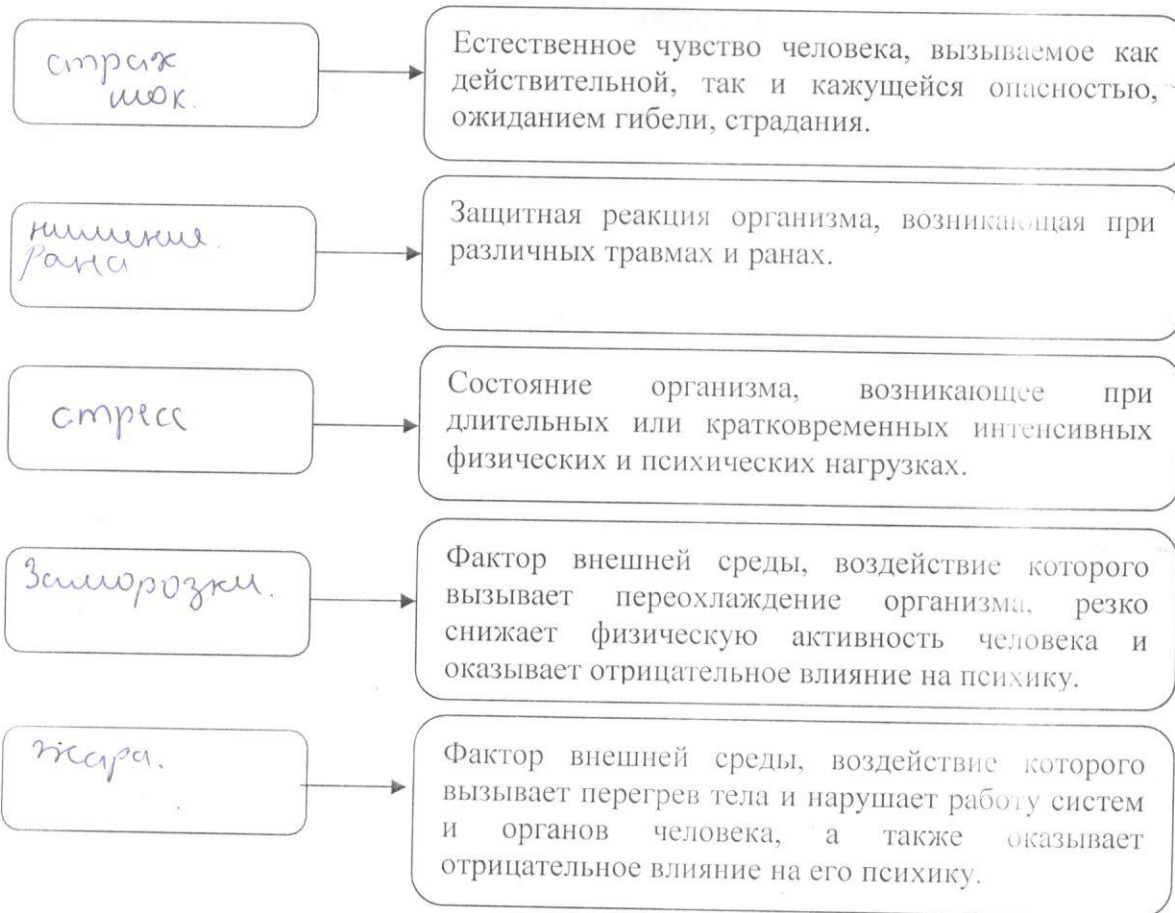 страх
шок.
Естественное чувство человека, вызываемое как
действительной, так и кажущейся опасностью,
ожиданием гибели, страдания.
Рана
Защитная реакция организма, возникающая при
различных травмах и ранах.
стресс
Состояние организма, возникающее при
длительных или кратковременных интенсивных
физических и психических нагрузках.
Заморозки.
Фактор внешней среды, воздействие которого
вызывает переохлаждение организма, резко
снижает физическую активность человека и
оказывает отрицательное влияние на психику.
жара.
Фактор внешней среды, воздействие которого
вызывает перегрев тела и нарушает работу систем
и органов человека, а также оказывает
отрицательное влияние на его психику.